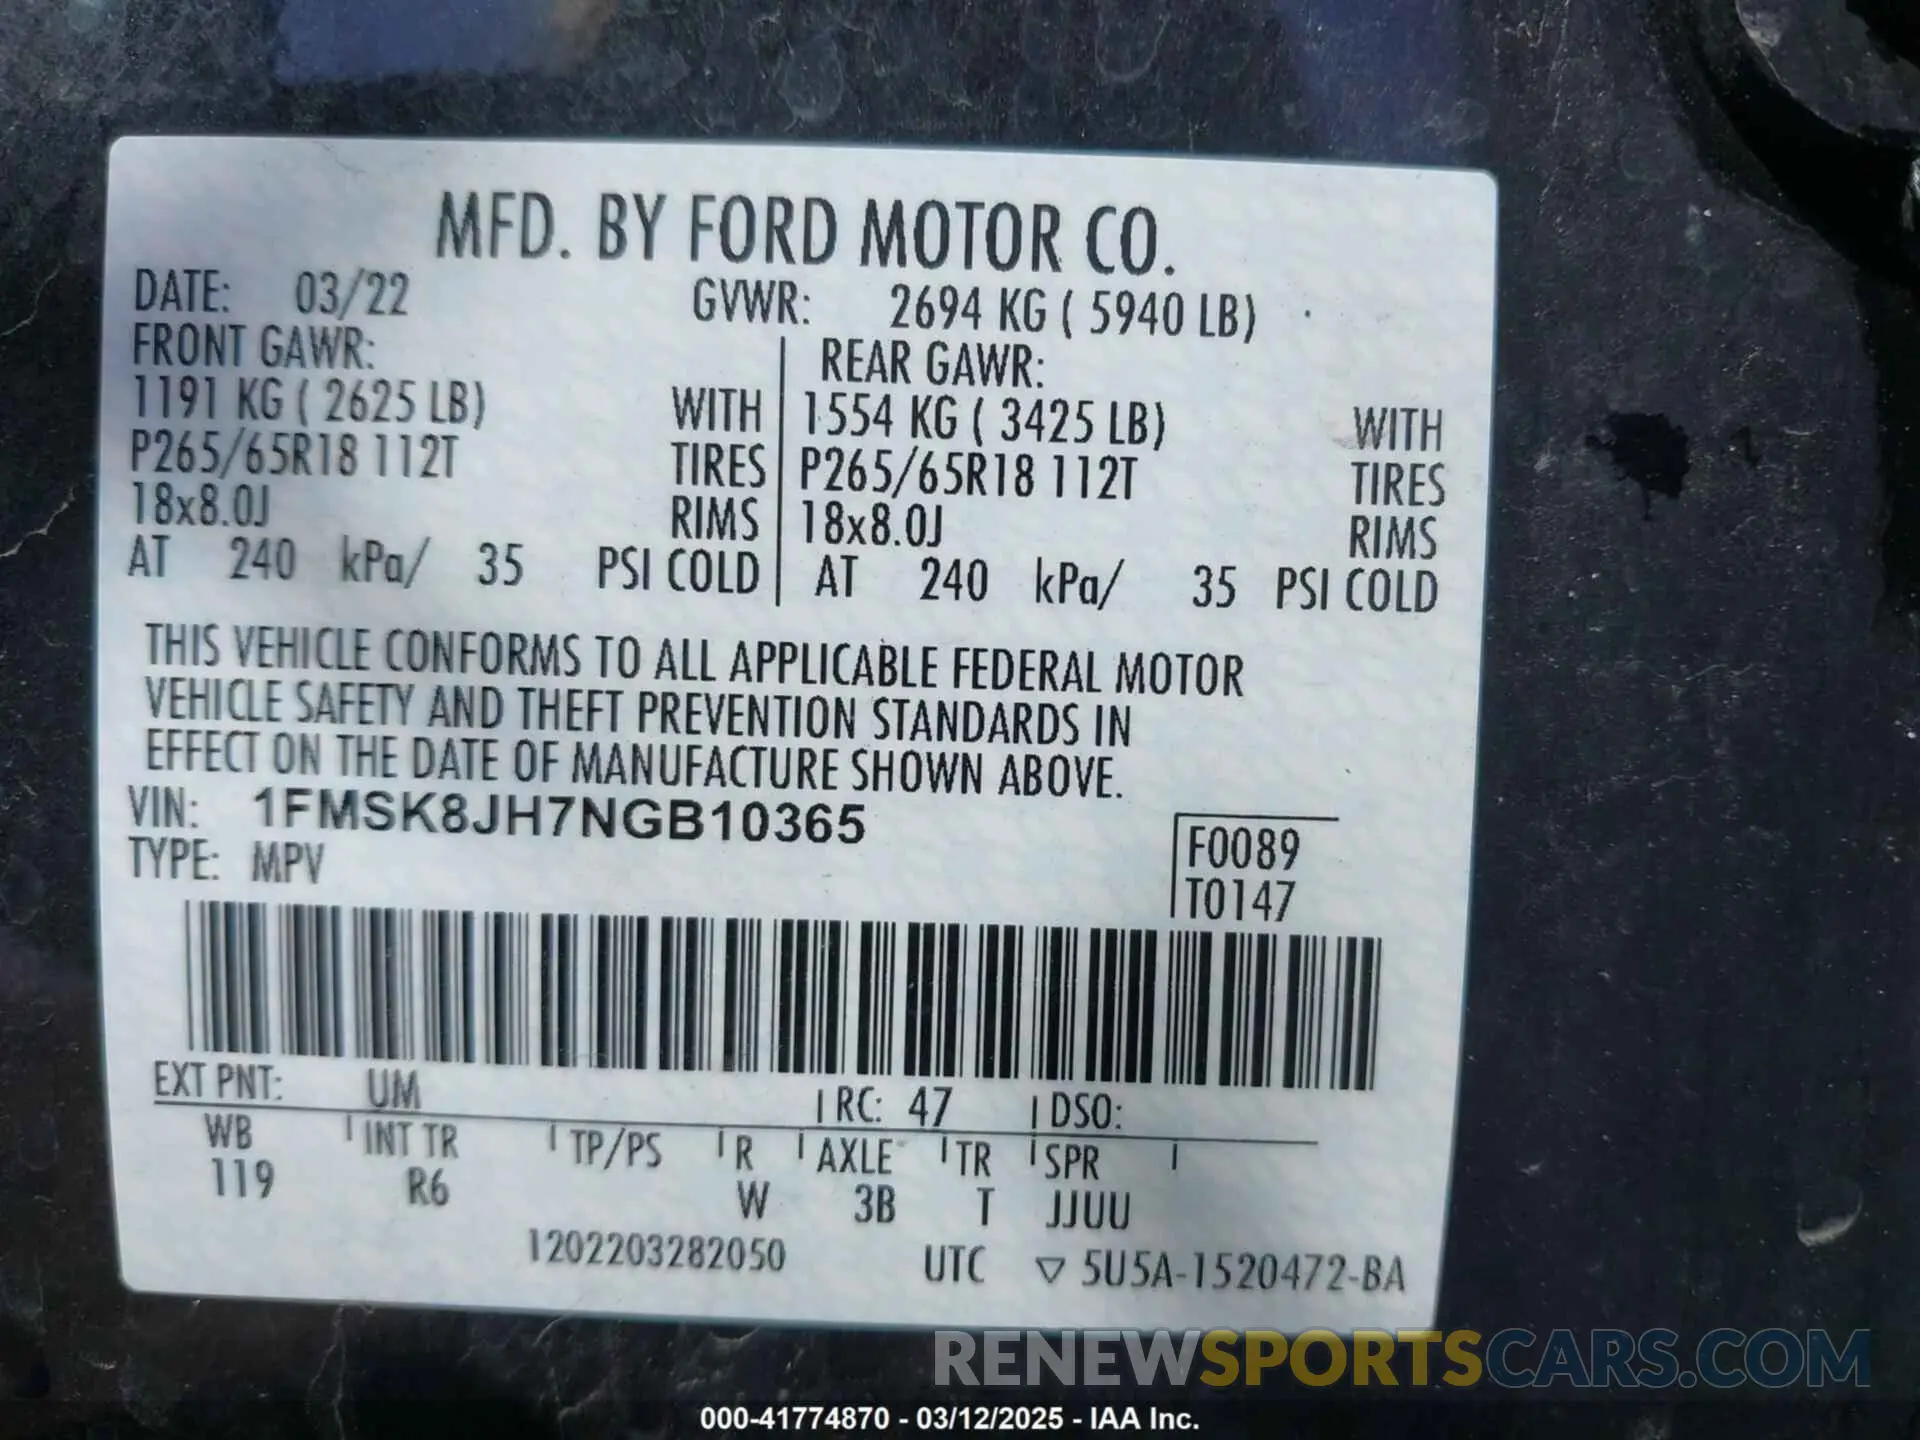 MFD. BY FORD MOTOR CO.
DATE: 03/22 GVWR: 2694 KG ( 5940 LB)
FRONT GAWR: REAR GAWR:
1191 KG ( 2625 LB) WITH 1554 KG ( 3425 LB) WITH
P265/65R18 112T TIRES P265/65R18 112T TIRES
18x8.0J RIMS 18x8.0J RIMS
AT 240 kPa/ 35 PSI COLD AT 240 kPa/ 35 PSI COLD
THIS VEHICLE CONFORMS TO ALL APPLICABLE FEDERAL MOTOR
VEHICLE SAFETY AND THEFT PREVENTION STANDARDS IN
EFFECT ON THE DATE OF MANUFACTURE SHOWN ABOVE.
VIN: 1FMSK8JH7NGB10365
F0089
TYPE: MPV
T0147
EXT PNT: UM RC: 47 DSO:
WB INT TR TP/PS R AXLE TR SPR
119 R6 W 3B T JJUU
1202203282050 UTC ▽ 5U5A-1520472-BA
RENEWSPORTSCARS.COM
000-41774870 - 03/12/2025 - IAA Inc.